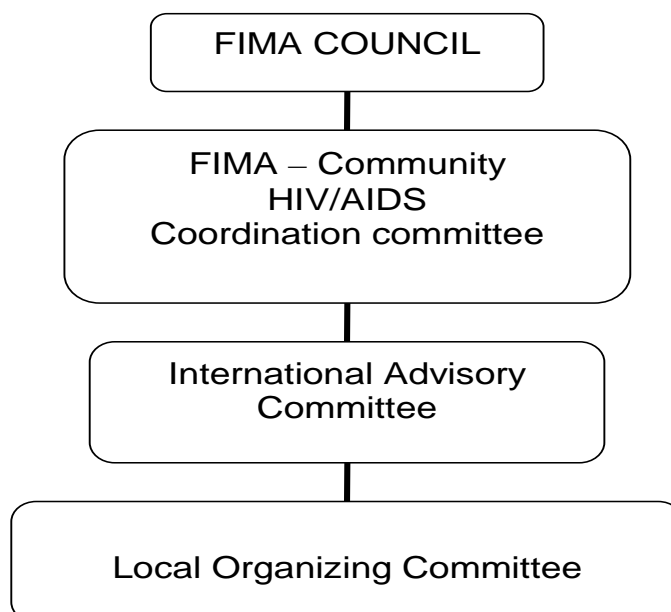 FIMA COUNCIL
FIMA – Community
HIV/AIDS
Coordination committee
International Advisory
Committee
Local Organizing Committee